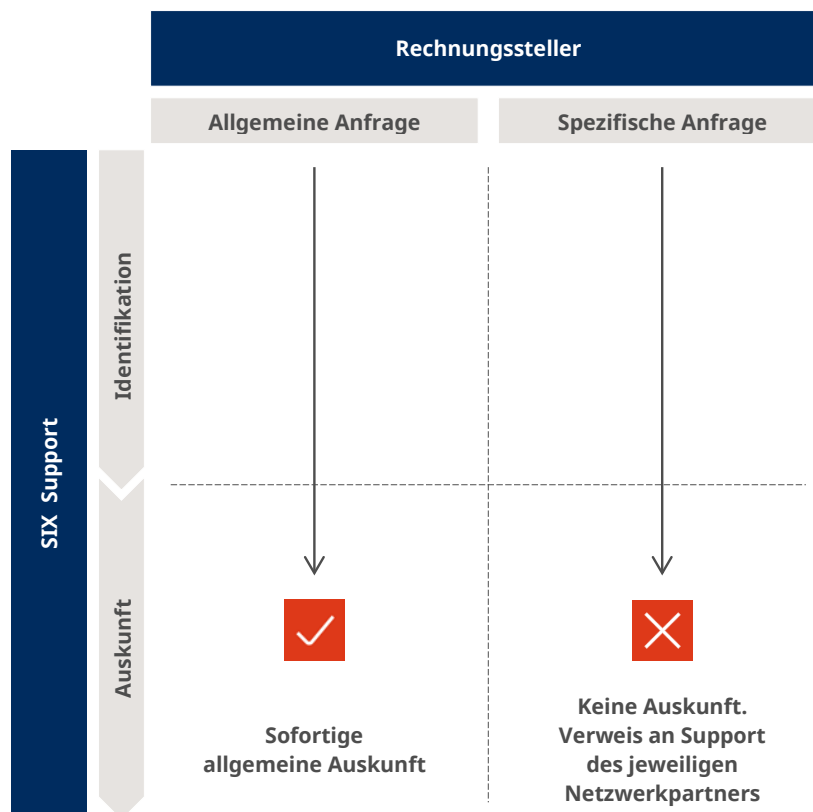 Rechnungssteller
Allgemeine Anfrage
Spezifische Anfrage
SIX Support
Identifikation
Auskunft
Sofortige
allgemeine Auskunft
Keine Auskunft.
Verweis an Support
des jeweiligen
Netzwerkpartners